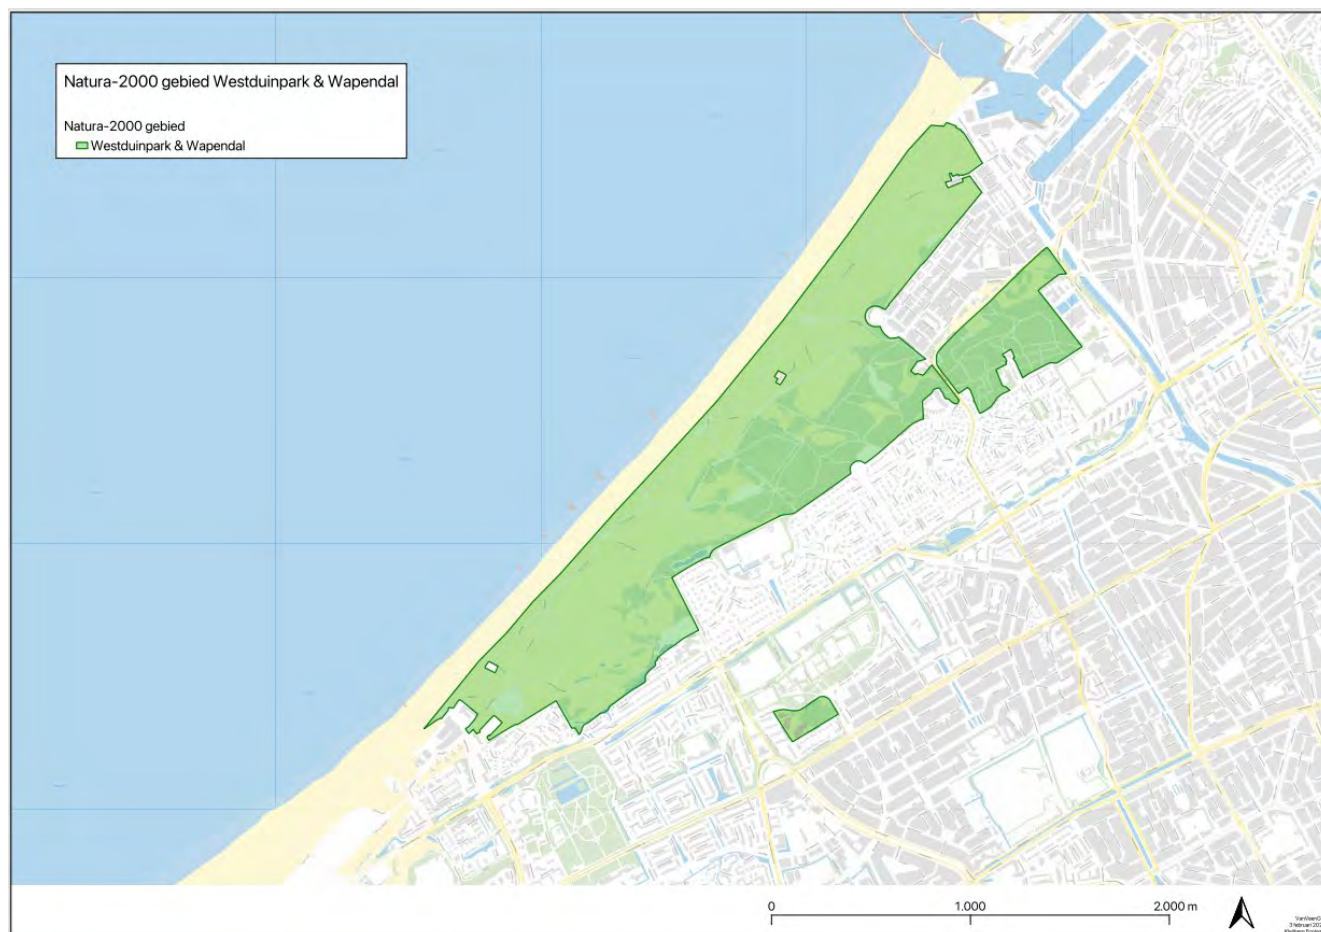 Natura-2000 gebied Westduinpark & Wapendal
Natura-2000 gebied
Westduinpark & Wapendal
0 1.000 2.000 m